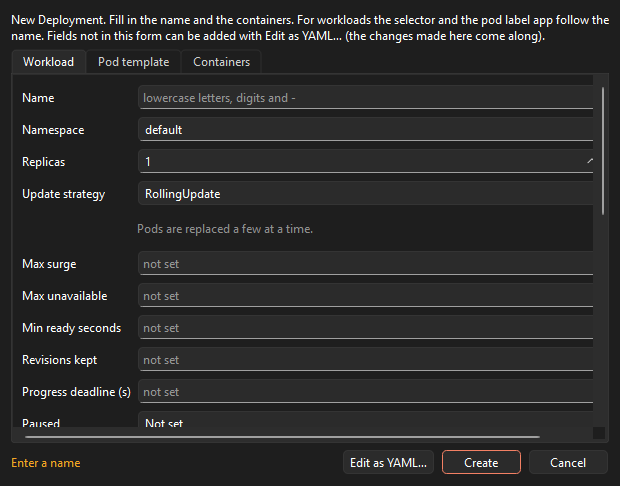 New Deployment. Fill in the name and the containers. For workloads the selector and the pod label app follow the
name. Fields not in this form can be added with Edit as YAML... (the changes made here come along).
Workload Pod template Containers
Name lowercase letters, digits and -
Namespace default
Replicas 1
Update strategy RollingUpdate
Pods are replaced a few at a time.
Max surge not set
Max unavailable not set
Min ready seconds not set
Revisions kept not set
Progress deadline (s) not set
Paused Not set
Enter a name Edit as YAML... Create Cancel